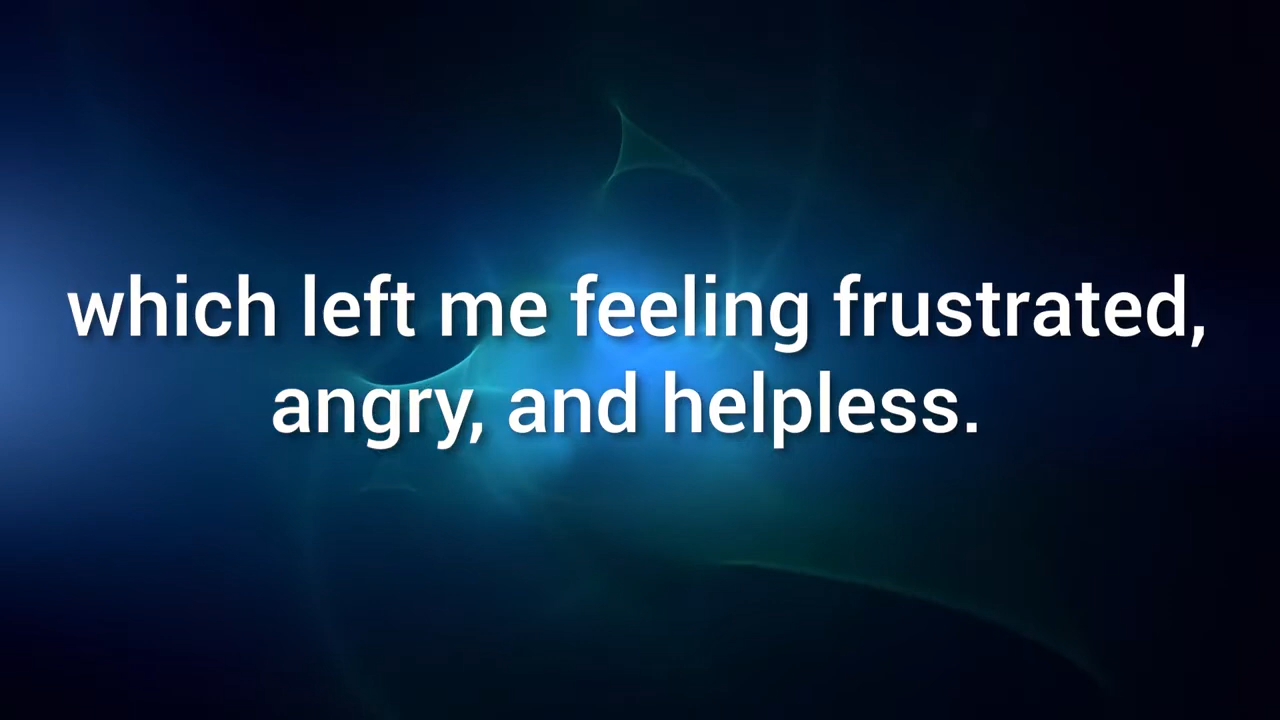 which left me feeling frustrated,
angry, and helpless.